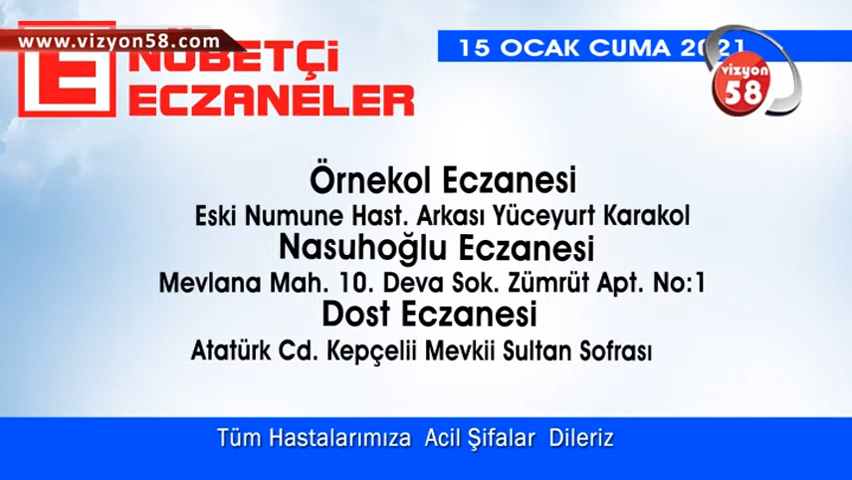 www.vizyon58.com
E NÖBETÇİ
ECZANELER
15 OCAK CUMA 2021
vizyon
58
Örnekol Eczanesi
Eski Numune Hast. Arkası Yüceyurt Karakol
Nasuhoğlu Eczanesi
Mevlana Mah. 10. Deva Sok. Zümrüt Apt. No:1
Dost Eczanesi
Atatürk Cd. Kepçelii Mevkii Sultan Sofrası
Tüm Hastalarımıza Acil Şifalar Dileriz